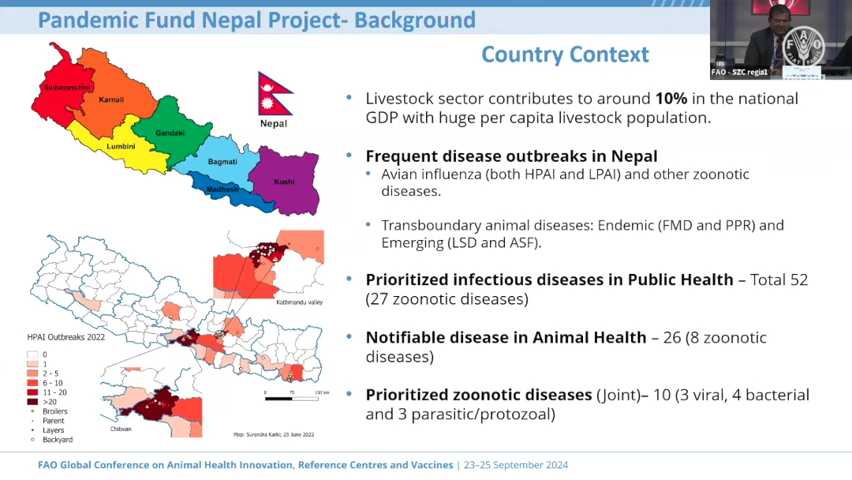 Pandemic Fund Nepal Project- Background
FAO - SZC regia1
Country Context
Sudurpaschim
Karnali
Gandaki
Lumbini
Bagmati
Madhesh
Koshi
Nepal
• Livestock sector contributes to around 10% in the national
GDP with huge per capita livestock population.
• Frequent disease outbreaks in Nepal
• Avian influenza (both HPAI and LPAI) and other zoonotic
diseases.
• Transboundary animal diseases: Endemic (FMD and PPR) and
Emerging (LSD and ASF).
• Prioritized infectious diseases in Public Health – Total 52
(27 zoonotic diseases)
• Notifiable disease in Animal Health – 26 (8 zoonotic
diseases)
• Prioritized zoonotic diseases (Joint)– 10 (3 viral, 4 bacterial
and 3 parasitic/protozoal)
Kathmandu valley
HPAI Outbreaks 2022
0
1
2 - 5
6 - 10
11 - 20
>20
Broilers
Parent
Layers
Backyard
Chitwan
0 75 150 km
Map: Surendra Karki; 23 June 2022
FAO Global Conference on Animal Health Innovation, Reference Centres and Vaccines | 23–25 September 2024